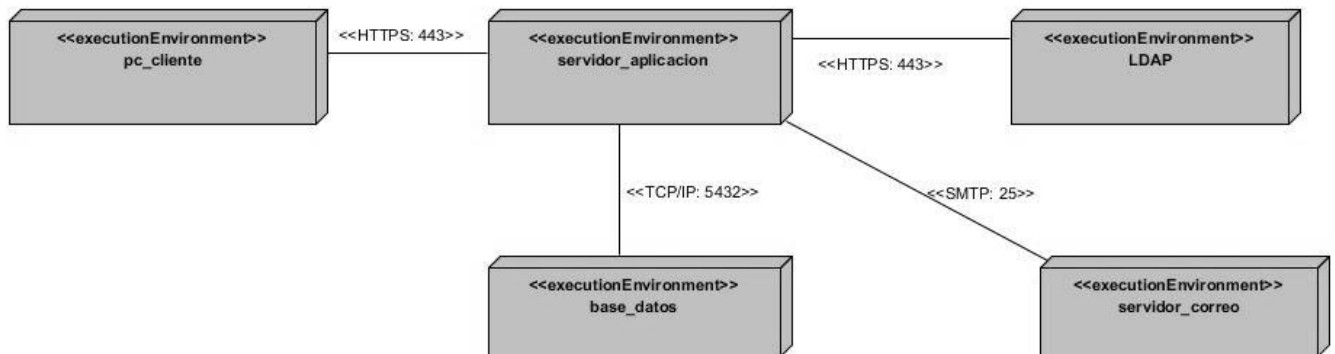 <<executionEnvironment>>
pc_cliente
<<HTTPS: 443>>
<<executionEnvironment>>
servidor_aplicacion
<<HTTPS: 443>>
<<executionEnvironment>>
LDAP
<<TCP/IP: 5432>>
<<SMTP: 25>>
<<executionEnvironment>>
base_datos
<<executionEnvironment>>
servidor_correo